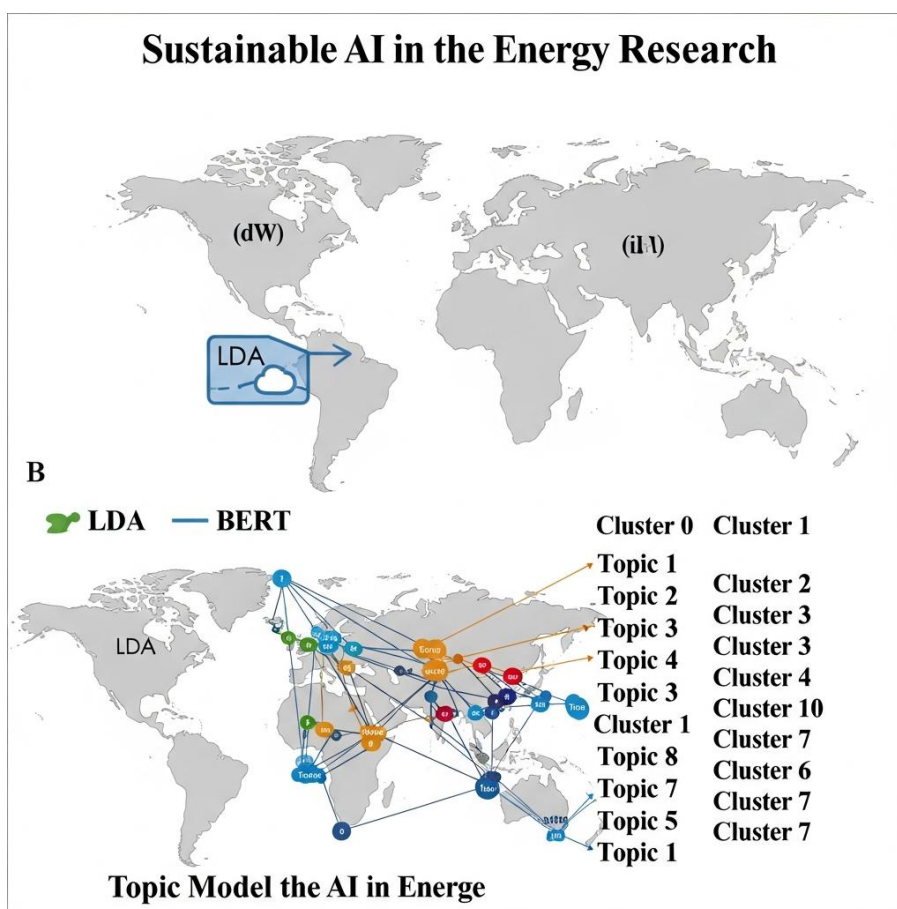 Sustainable AI in the Energy Research
(dW)
LDA
B
LDA
BERT
Cluster 0 Cluster 1
Topic 1
Topic 2 Cluster 2
Topic 3 Cluster 3
Topic 4 Cluster 3
Topic 3 Cluster 4
Cluster 1 Cluster 10
Topic 8 Cluster 7
Topic 7 Cluster 6
Topic 5 Cluster 7
Topic 1 Cluster 7
LDA
Topic Model the AI in Energe